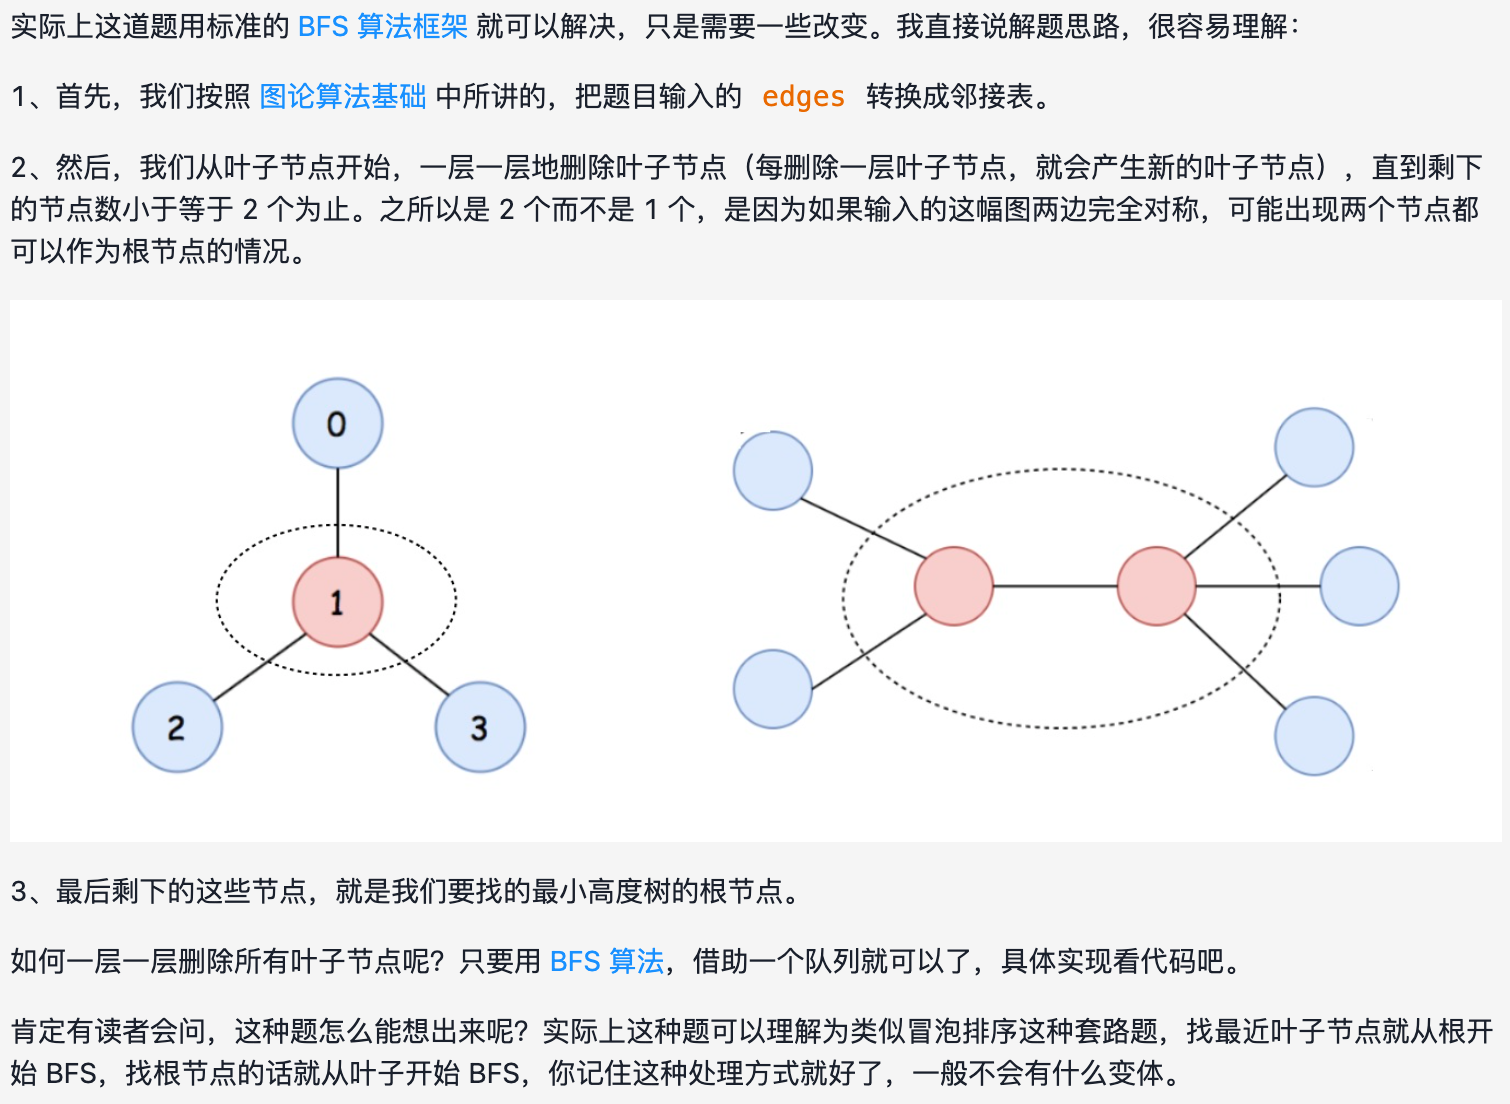 实际上这道题用标准的 BFS 算法框架 就可以解决，只是需要一些改变。我直接说解题思路，很容易理解：
1、首先，我们按照 图论算法基础 中所讲的，把题目输入的 edges 转换成邻接表。
2、然后，我们从叶子节点开始，一层一层地删除叶子节点（每删除一层叶子节点，就会产生新的叶子节点），直到剩下
的节点数小于等于 2 个为止。之所以是 2 个而不是 1 个，是因为如果输入的这幅图两边完全对称，可能出现两个节点都
可以作为根节点的情况。
0
1
2
3
3、最后剩下的这些节点，就是我们要找的最小高度树的根节点。
如何一层一层删除所有叶子节点呢？只要用 BFS 算法，借助一个队列就可以了，具体实现看代码吧。
肯定有读者会问，这种题怎么能想出来呢？实际上这种题可以理解为类似冒泡排序这种套路题，找最近叶子节点就从根开
始 BFS，找根节点的话就从叶子开始 BFS，你记住这种处理方式就好了，一般不会有什么变体。